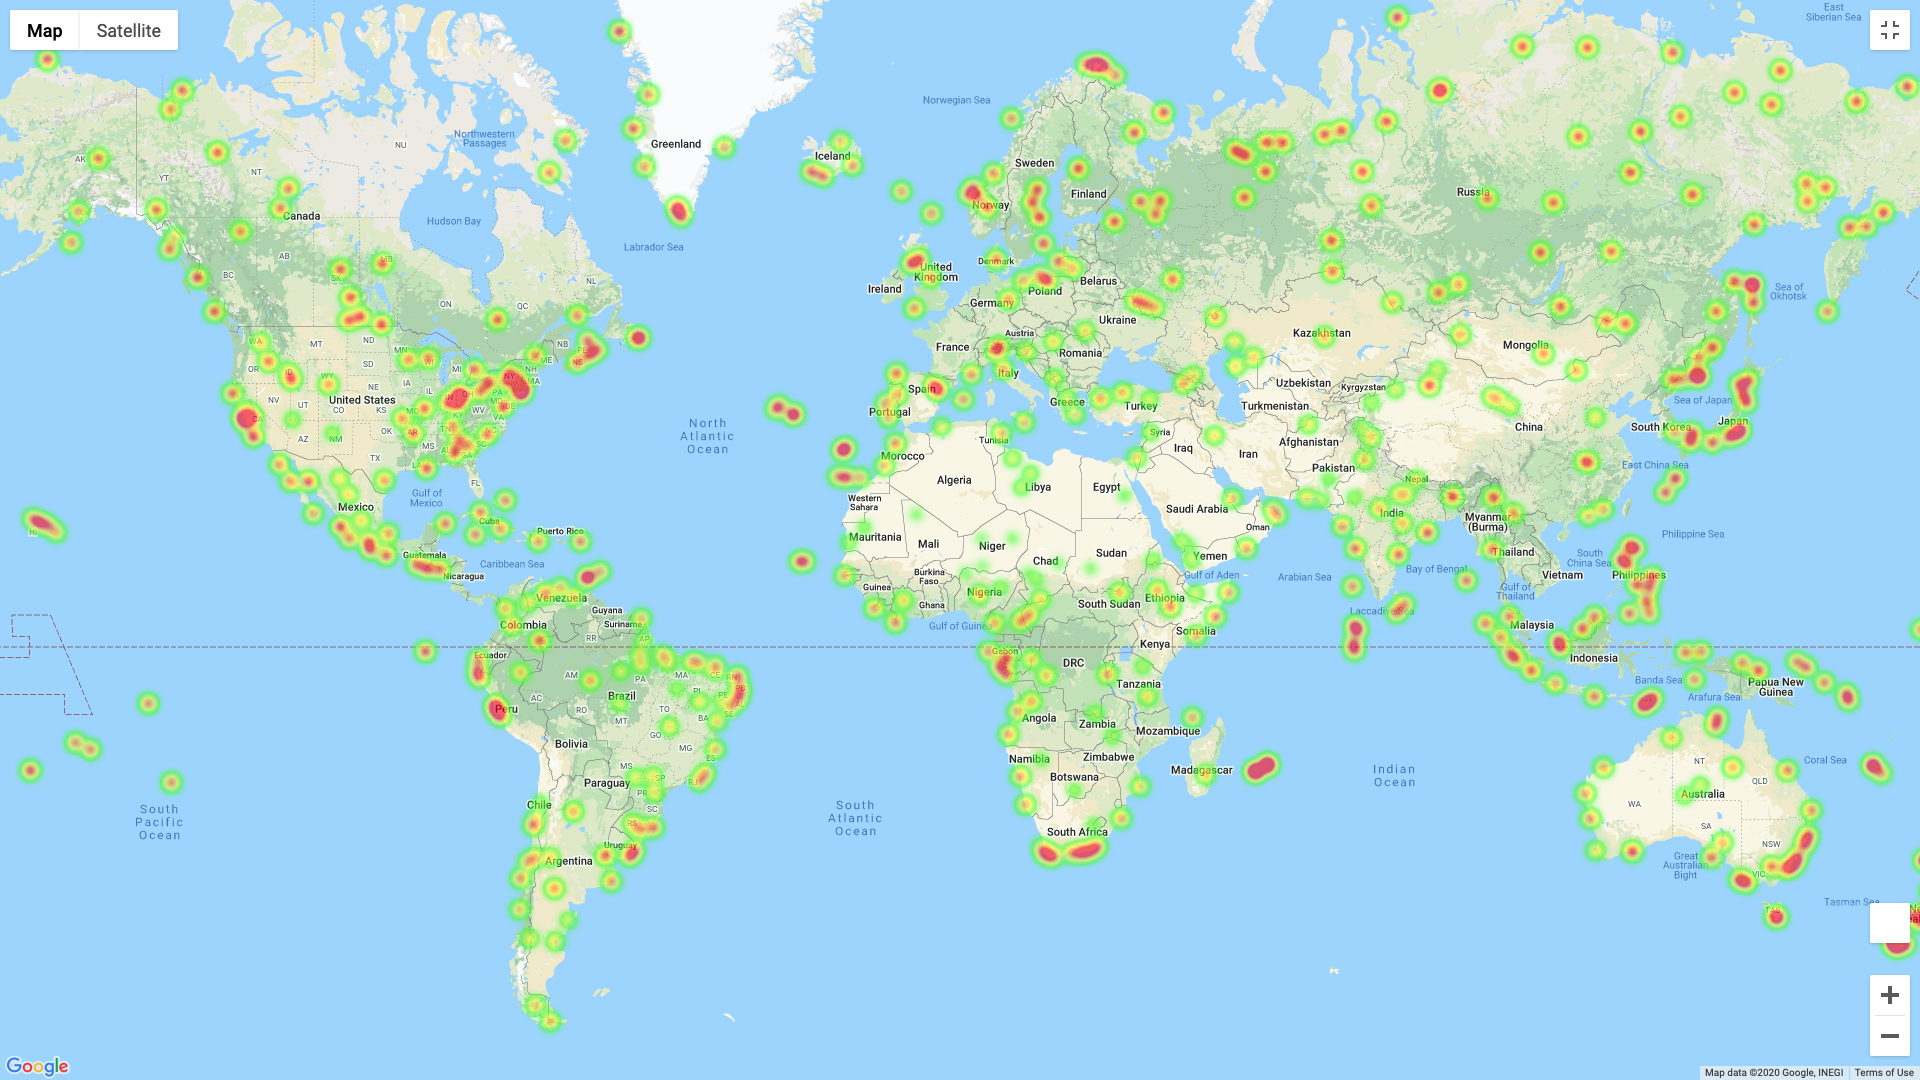 Map
Satellite
East
Siberian Sea
Norwegian Sea
Northwestern
Passages
NU
Greenland
Iceland
Sweden
AK
NT
YT
Finland
Russia
Norway
Canada
Hudson Bay
Labrador Sea
AB
MB
SK
BC
NL
United
Kingdom
Denmark
Ireland
Belarus
Poland
Germany
Sea of
Okhotsk
ON
QC
Ukraine
Austria
Kazakhstan
WA
MT
ND
MN
NB
PE
NS
ME
France
Romania
Mongolia
OR
ID
SD
WI
MI
NY
NH
MA
Italy
WY
NE
IA
IL
IN
OH
PA
Spain
Uzbekistan
Kyrgyzstan
United States
NV
UT
CO
KS
MO
KY
WV
MD
DE
VA
Portugal
Greece
Turkey
Turkmenistan
Sea of Japan
CA
AZ
NM
OK
AR
TN
NC
SC
MS
AL
GA
North
Atlantic
Ocean
Tunisia
Syria
Iraq
Iran
Afghanistan
China
South Korea
Japan
TX
LA
FL
Morocco
Algeria
Libya
Egypt
Pakistan
Nepal
East China Sea
Gulf of
Mexico
Mexico
Western
Sahara
Saudi Arabia
Oman
India
Myanmar
(Burma)
HI
Cuba
Puerto Rico
Mauritania
Mali
Niger
Chad
Sudan
Yemen
Thailand
Vietnam
South
China Sea
Philippine Sea
Guatemala
Caribbean Sea
Nicaragua
Burkina
Faso
Guinea
Ghana
Nigeria
Gulf of Aden
Arabian Sea
Bay of Bengal
Gulf of
Thailand
Philippines
Venezuela
Guyana
Suriname
Colombia
South Sudan
Ethiopia
Laccadive Sea
Gulf of Guinea
Somalia
Malaysia
RR
AP
Ecuador
Gabon
DRC
Kenya
Indonesia
AM
PA
MA
CE
RN
PB
PE
AL
SE
Tanzania
Banda Sea
Arafura Sea
Papua New
Guinea
AC
Brazil
Peru
RO
TO
BA
MT
Angola
Zambia
Mozambique
GO
Bolivia
MG
ES
Namibia
Zimbabwe
Botswana
Madagascar
Indian
Ocean
NT
QLD
Coral Sea
MS
SP
RJ
Paraguay
PR
SC
Chile
RS
South
Pacific
Ocean
South
Atlantic
Ocean
WA
Australia
SA
South Africa
NSW
Uruguay
Argentina
Great
Australian
Bight
VIC
Tasman Sea
TAS
Google
Map data ©2020 Google, INEGI
Terms of Use